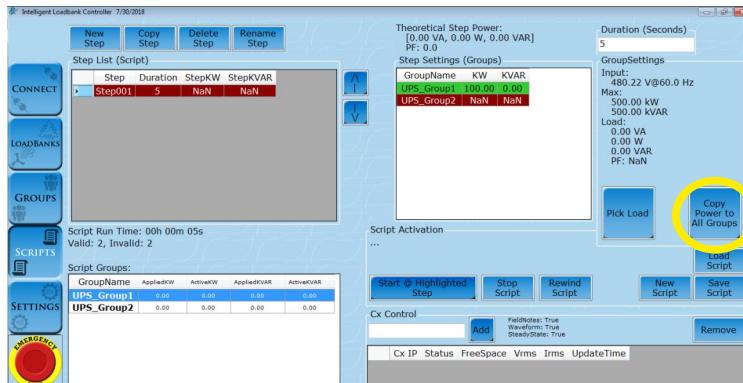 Intelligent Loadbank Controller 7/30/2018
New Step
Copy Step
Delete Step
Rename Step
Theoretical Step Power:
[0.00 VA, 0.00 W, 0.00 VAR]
PF: 0.0
Duration (Seconds)
5
Step List (Script)
Step Duration StepKW StepKVAR
Step001 5 NaN NaN
Step Settings (Groups)
GroupName KW KVAR
UPS_Group1 100.00 0.00
UPS_Group2 NaN NaN
GroupSettings
Input:
480.22 V@60.0 Hz
Max:
500.00 kW
500.00 kVAR
Load:
0.00 VA
0.00 W
0.00 VAR
PF: NaN
Pick Load
Copy Power to All Groups
CONNECT
LOADBANKS
GROUPS
SCRIPTS
SETTINGS
EMERGENCY
Script Run Time: 00h 00m 05s
Valid: 2, Invalid: 2
Script Groups:
GroupName AppliedKW ActiveKW AppliedKVAR ActiveKVAR
UPS_Group1 0.00 0.00 0.00 0.00
UPS_Group2 0.00 0.00 0.00 0.00
Script Activation
...
Start @ Highlighted Step
Stop Script
Rewind Script
New Script
Load Script
Save Script
Cx Control
Add
FieldNotes: True
Waveform: True
SteadyState: True
Remove
Cx IP Status FreeSpace Vrms Irms UpdateTime